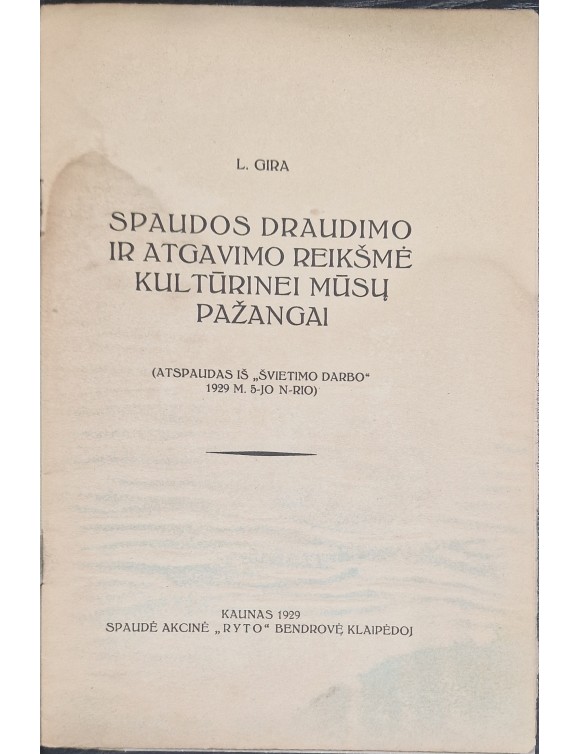 L. GIRA
SPAUDOS DRAUDIMO
IR ATGAVIMO REIKŠMĖ
KULTŪRINEI MŪSŲ
PAŽANGAI
(ATSPAUDAS IŠ „ŠVIETIMO DARBO“
1929 M. 5-JO N-RIO)
KAUNAS 1929
SPAUDĖ AKCINĖ „RYTO“ BENDROVĖ KLAIPĖDOJ